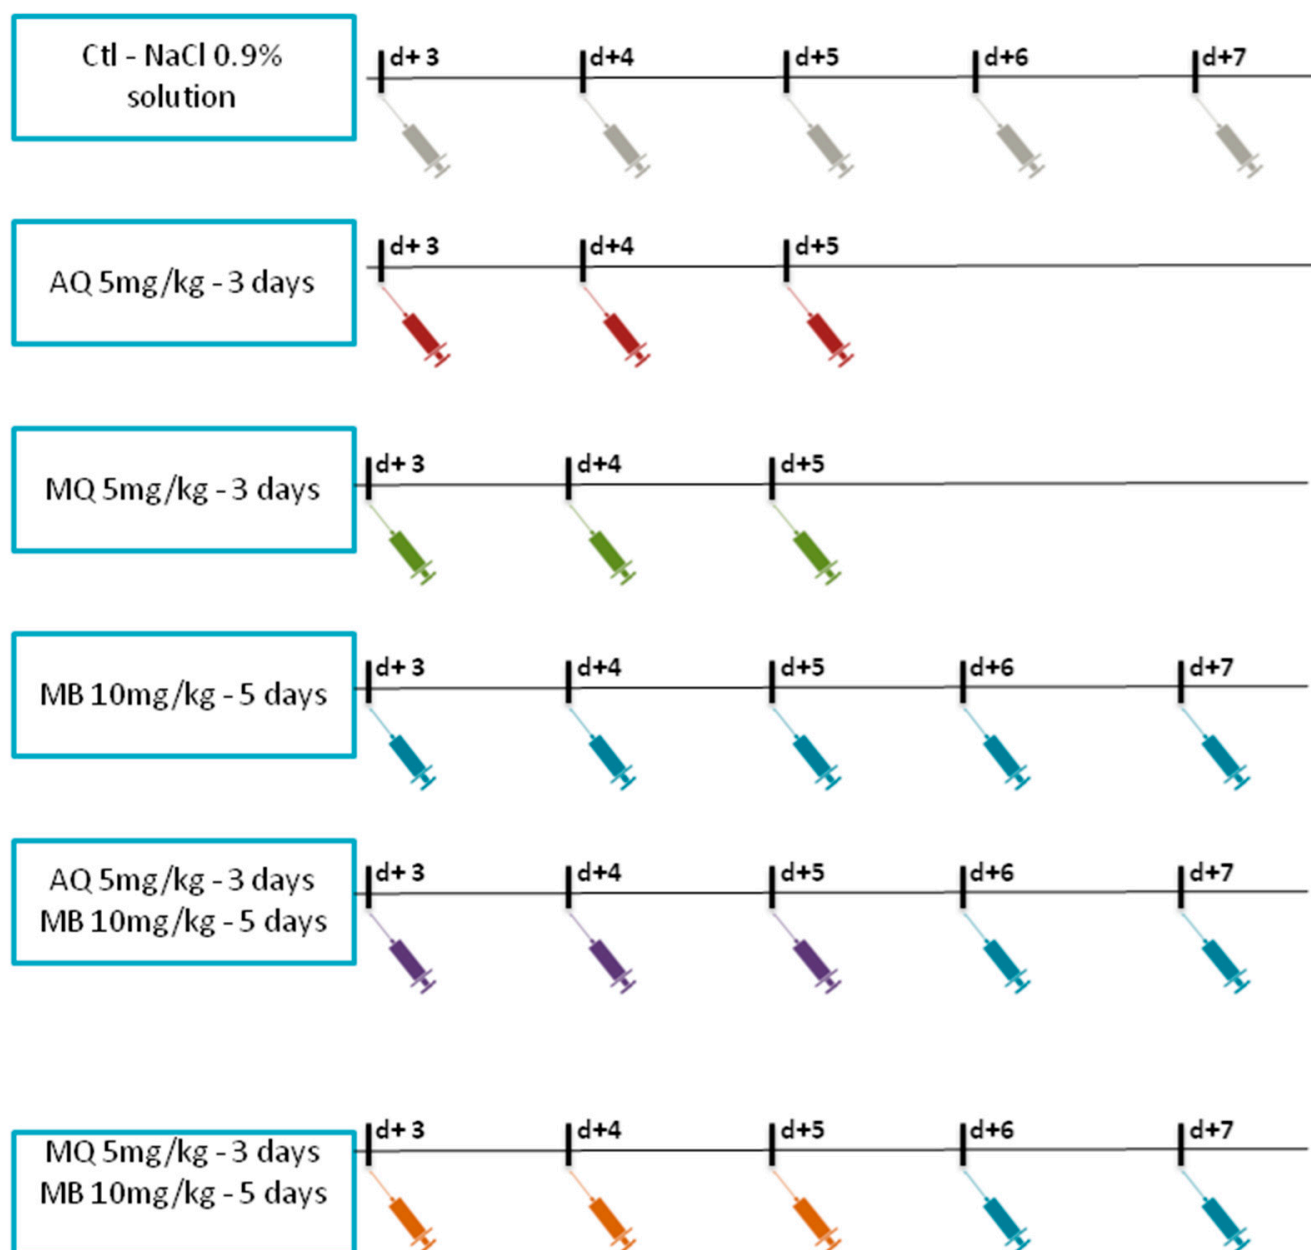 Ctl - NaCl 0.9%
solution
d+ 3 d+4 d+5 d+6 d+7
AQ 5mg/kg - 3 days
d+ 3 d+4 d+5
MQ 5mg/kg - 3 days
d+ 3 d+4 d+5
MB 10mg/kg - 5 days
d+ 3 d+4 d+5 d+6 d+7
AQ 5mg/kg - 3 days
MB 10mg/kg - 5 days
d+ 3 d+4 d+5 d+6 d+7
MQ 5mg/kg - 3 days
MB 10mg/kg - 5 days
d+ 3 d+4 d+5 d+6 d+7